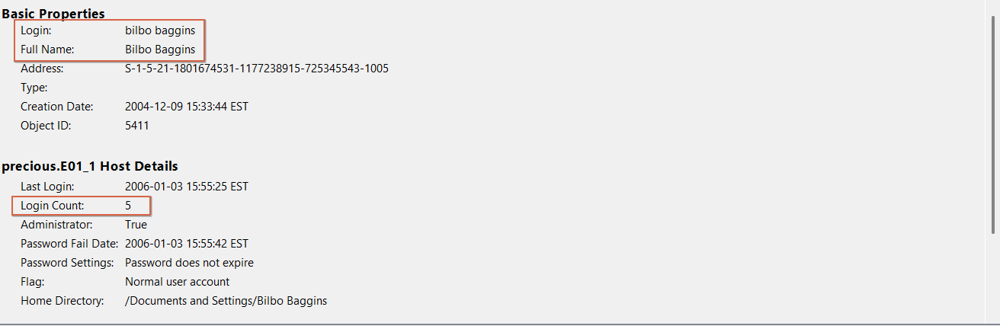 Basic Properties
Login: bilbo baggins
Full Name: Bilbo Baggins
Address: S-1-5-21-1801674531-1177238915-725345543-1005
Type:
Creation Date: 2004-12-09 15:33:44 EST
Object ID: 5411
precious.E01_1 Host Details
Last Login: 2006-01-03 15:55:25 EST
Login Count: 5
Administrator: True
Password Fail Date: 2006-01-03 15:55:42 EST
Password Settings: Password does not expire
Flag: Normal user account
Home Directory: /Documents and Settings/Bilbo Baggins